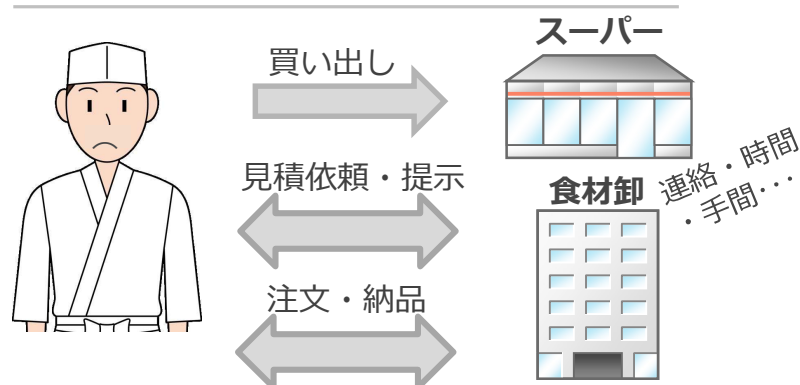 スーパー
買い出し
見積依頼・提示
食材卸
連絡・時間
・手間･･･
注文・納品